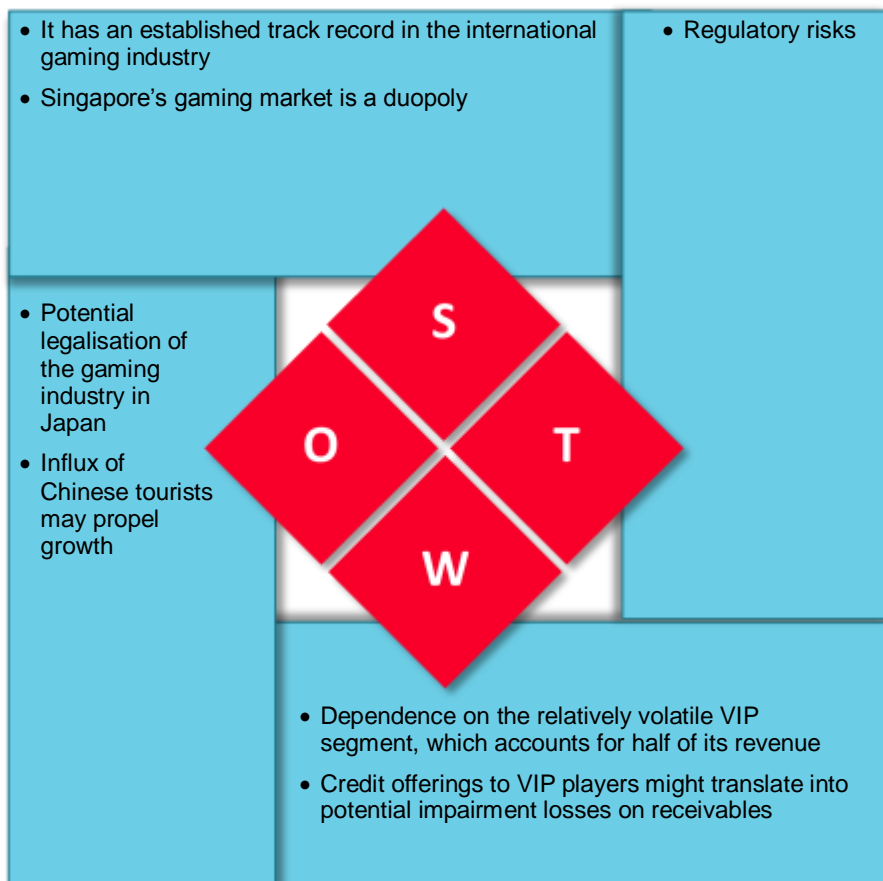 • It has an established track record in the international
gaming industry
• Singapore’s gaming market is a duopoly
• Regulatory risks
• Potential
legalisation of
the gaming
industry in
Japan
• Influx of
Chinese tourists
may propel
growth
S
O
T
W
• Dependence on the relatively volatile VIP
segment, which accounts for half of its revenue
• Credit offerings to VIP players might translate into
potential impairment losses on receivables